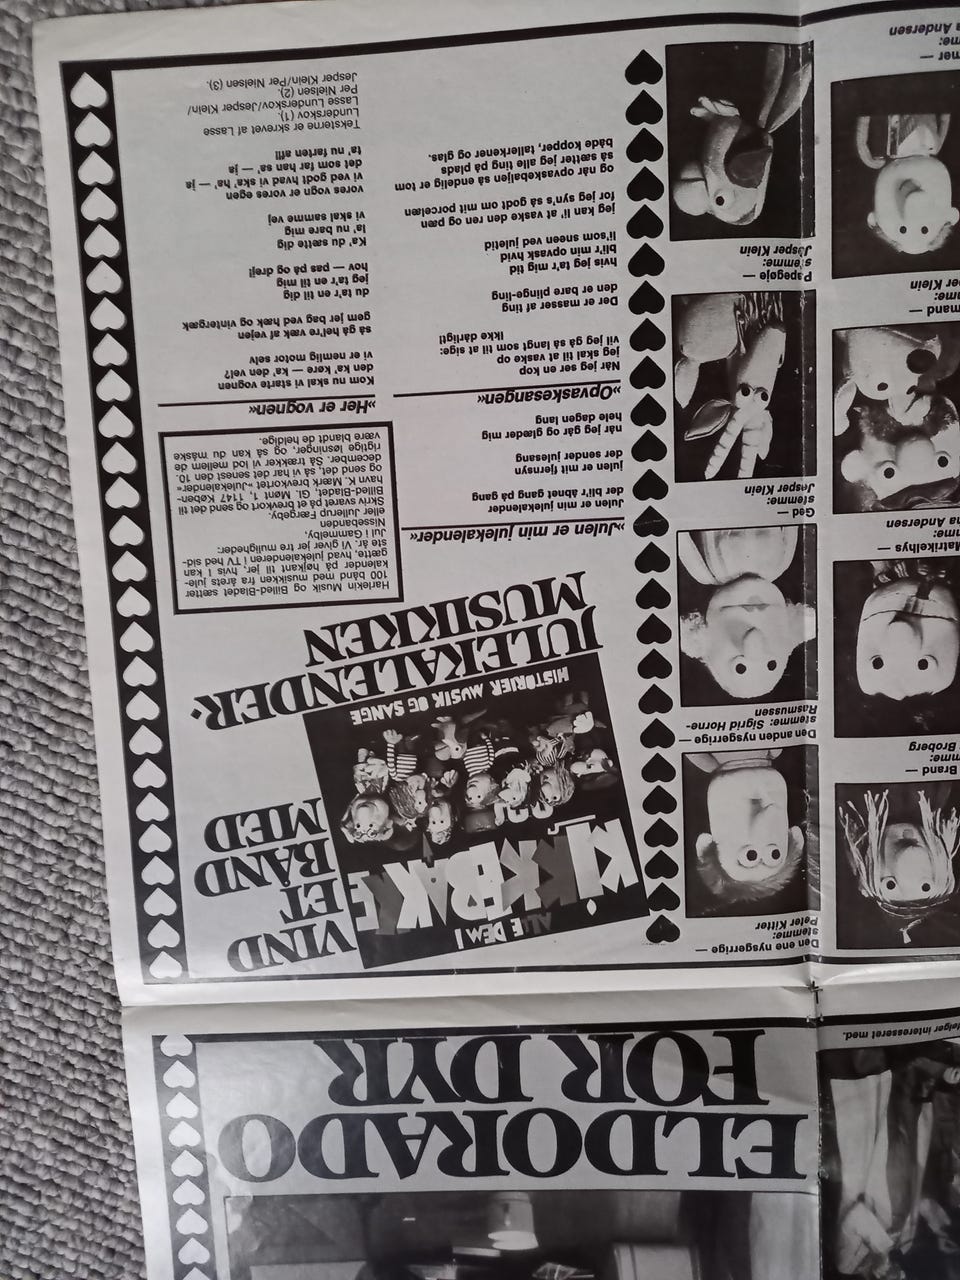 ELDORADO
FOR DYR
interesseret med.
Brand —
Broberg
Matrikelhys —
Andersen
mand —
Klein
Andersen
Den ene nysgerrige —
stemme:
Peter Kitter
Den anden nysgerrige —
stemme: Sigrid Horne-
Rasmussen
Ged —
stemme:
Jesper Klein
Papegøje —
stemme:
Jesper Klein
VIND
ET
BÅND
MED
JULEKALENDER-
MUSIKKEN
ALLE DEM I
KIKKEBAKKE
HISTORIER MUSIK OG SANGE
»Julen er min julekalender«
Julen er min julekalender
der bli'r åbnet gang på gang
julen er mit fjernsyn
der sender julesang
når jeg går og glæder mig
hele dagen lang
»Opvaskesangen«
Når jeg ser en kop
jeg skal til at vaske op
vil jeg gå så langt som til at sige:
Ikke dårligt!
Der er masser af ting
den er bare plinge-ling
hvis jeg ta'r mig tid
bli'r min opvask hvid
li'som sneen ved juletid
jeg kan li' at vaske den ren og pæn
for jeg syn's så godt om mit porcelæn
og når opvaskebaljen så endelig er tom
så sætter jeg alle ting på plads
både kopper, tallerkener og glas.
Harlekin Musik og Billed-Bladet sætter
100 bånd med musikken fra årets jule-
kalender på højkant til jer, hvis I kan
gætte, hvad julekalenderen i TV hed sid-
ste år. Vi giver jer tre muligheder:
Jul i Gammelby,
Nissebanden
eller Jullerup Færgeby.
Skriv svaret på et brevkort og send det til
Billed-Bladet, Gl. Mønt 1, 1147 Køben-
havn K. Mærk brevkortet »Julekalender«
og send det, så vi har det senest den 10.
december. Så trækker vi lod mellem de
rigtige løsninger, og så kan du måske
være blandt de heldige.
»Her er vognen«
Kom nu skal vi starte vognen
den ka' køre — ka' den vel?
vi er nemlig motor selv
så gå hel're væk af vejen
gem jer bag ved hæk og vintergæk
du ta'r en til dig
jeg ta'r en til mig
hov — pas på og drej!
Ka' du sætte dig
la' nu bare mig
vi skal samme vej
vores vogn er vores egen
vi ved godt hvad vi ska' ha' — ja
det som far han sa' — ja
ta' nu farten af!!
Teksterne er skrevet af Lasse
Lunderskov (1).
Lasse Lunderskov/Jesper Klein/
Per Nielsen (2).
Jesper Klein/Per Nielsen (3).